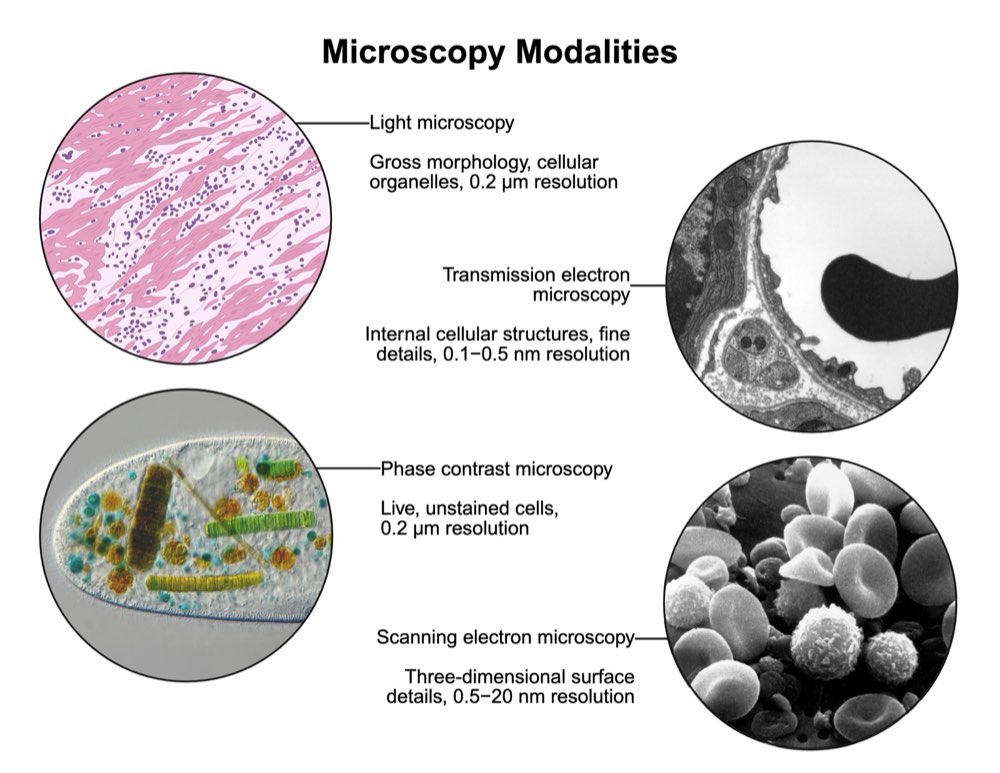 Microscopy Modalities
Light microscopy
Gross morphology, cellular
organelles, 0.2 µm resolution
Transmission electron
microscopy
Internal cellular structures, fine
details, 0.1–0.5 nm resolution
Phase contrast microscopy
Live, unstained cells,
0.2 µm resolution
Scanning electron microscopy
Three-dimensional surface
details, 0.5–20 nm resolution